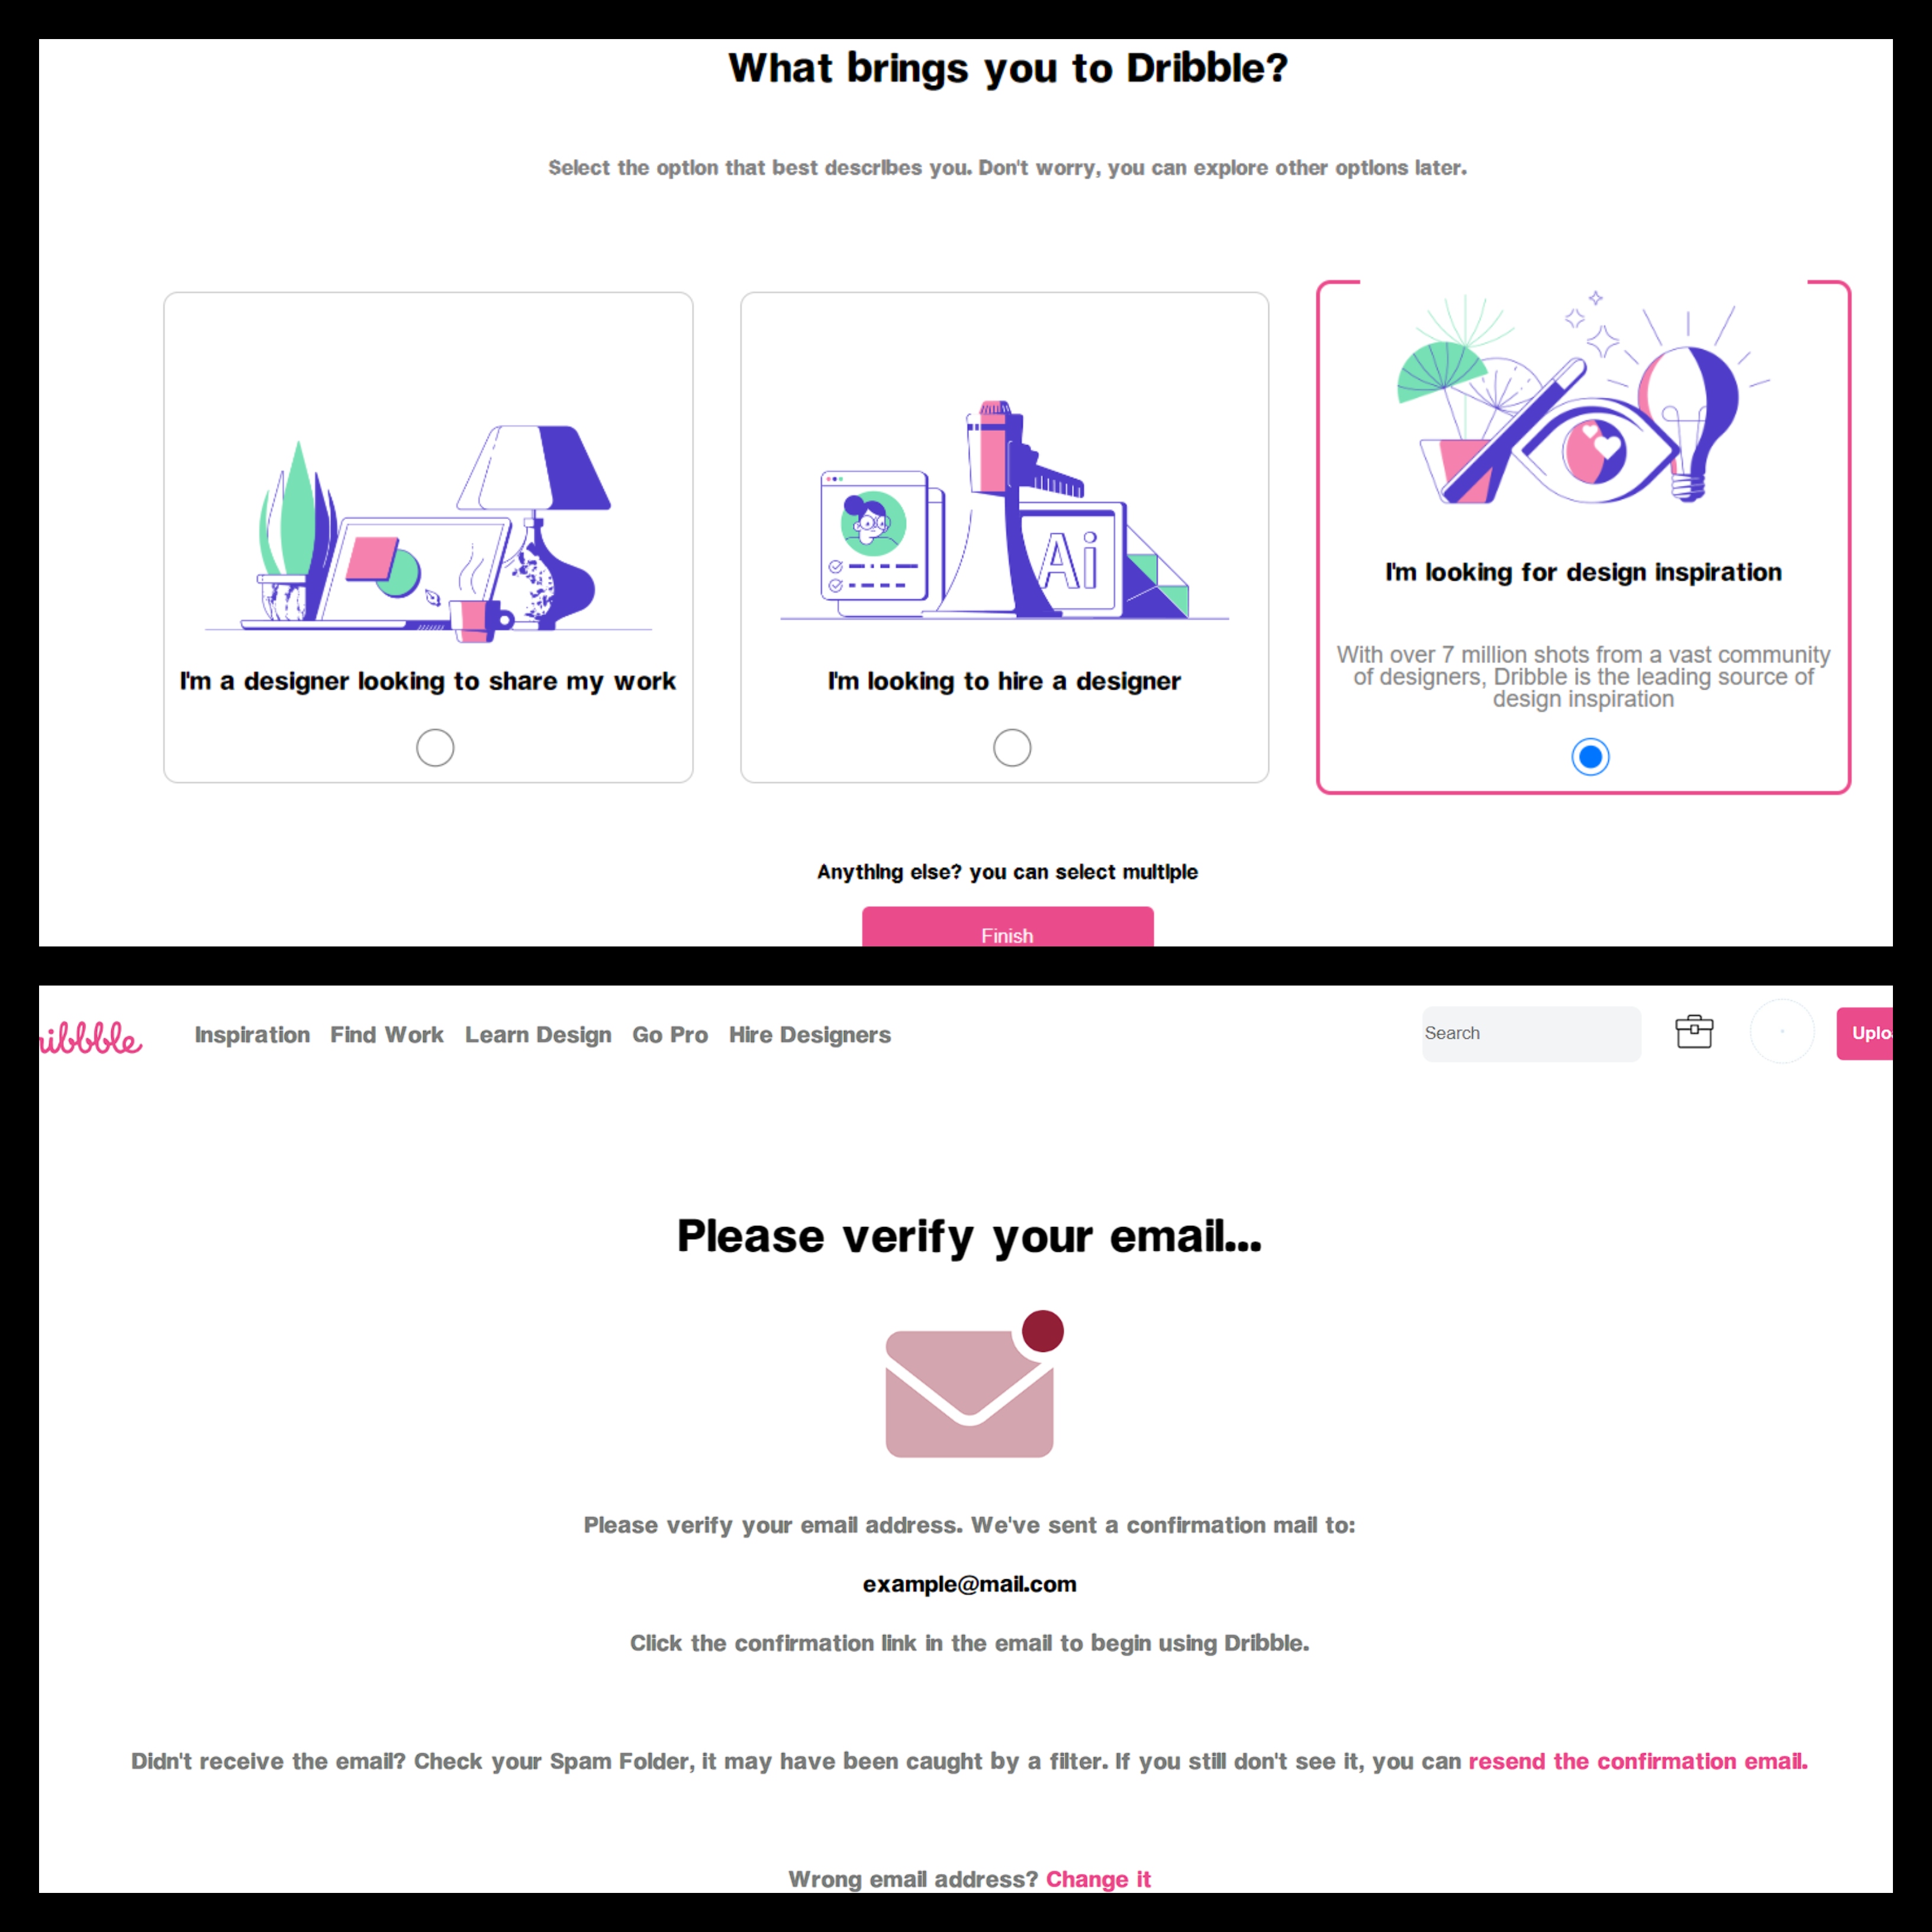 What brings you to Dribble?
Select the option that best describes you. Don't worry, you can explore other options later.
Ai
I'm a designer looking to share my work
I'm looking to hire a designer
I'm looking for design inspiration
With over 7 million shots from a vast community
of designers, Dribble is the leading source of
design inspiration
Anything else? you can select multiple
Finish
ribbble
Inspiration Find Work Learn Design Go Pro Hire Designers
Search
Uplo
Please verify your email...
Please verify your email address. We've sent a confirmation mail to:
example@mail.com
Click the confirmation link in the email to begin using Dribble.
Didn't receive the email? Check your Spam Folder, it may have been caught by a filter. If you still don't see it, you can resend the confirmation email.
Wrong email address? Change it